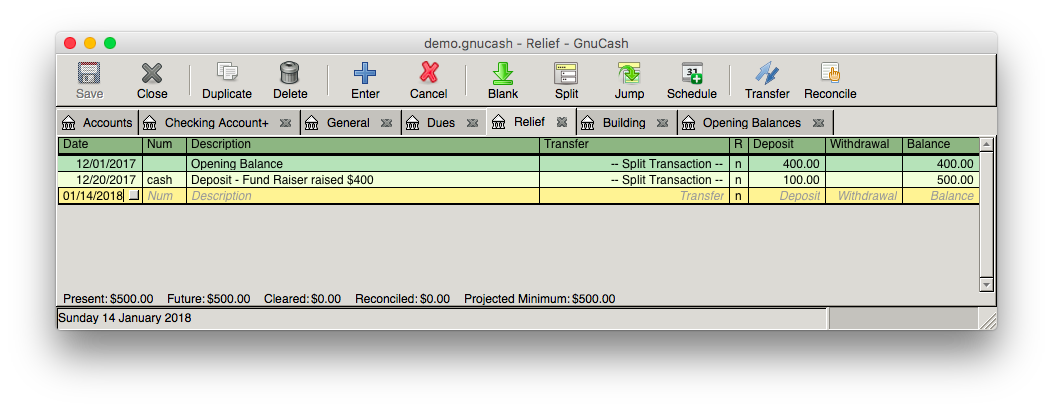 demo.gnucash - Relief - GnuCash
Save Close Duplicate Delete Enter Cancel Blank Split Jump Schedule Transfer Reconcile
Accounts Checking Account+ General Dues Relief Building Opening Balances
Date Num Description Transfer R Deposit Withdrawal Balance
12/01/2017 Opening Balance -- Split Transaction -- n 400.00 400.00
12/20/2017 cash Deposit - Fund Raiser raised $400 -- Split Transaction -- n 100.00 500.00
01/14/2018 Num Description Transfer n Deposit Withdrawal Balance
Present: $500.00 Future: $500.00 Cleared: $0.00 Reconciled: $0.00 Projected Minimum: $500.00
Sunday 14 January 2018